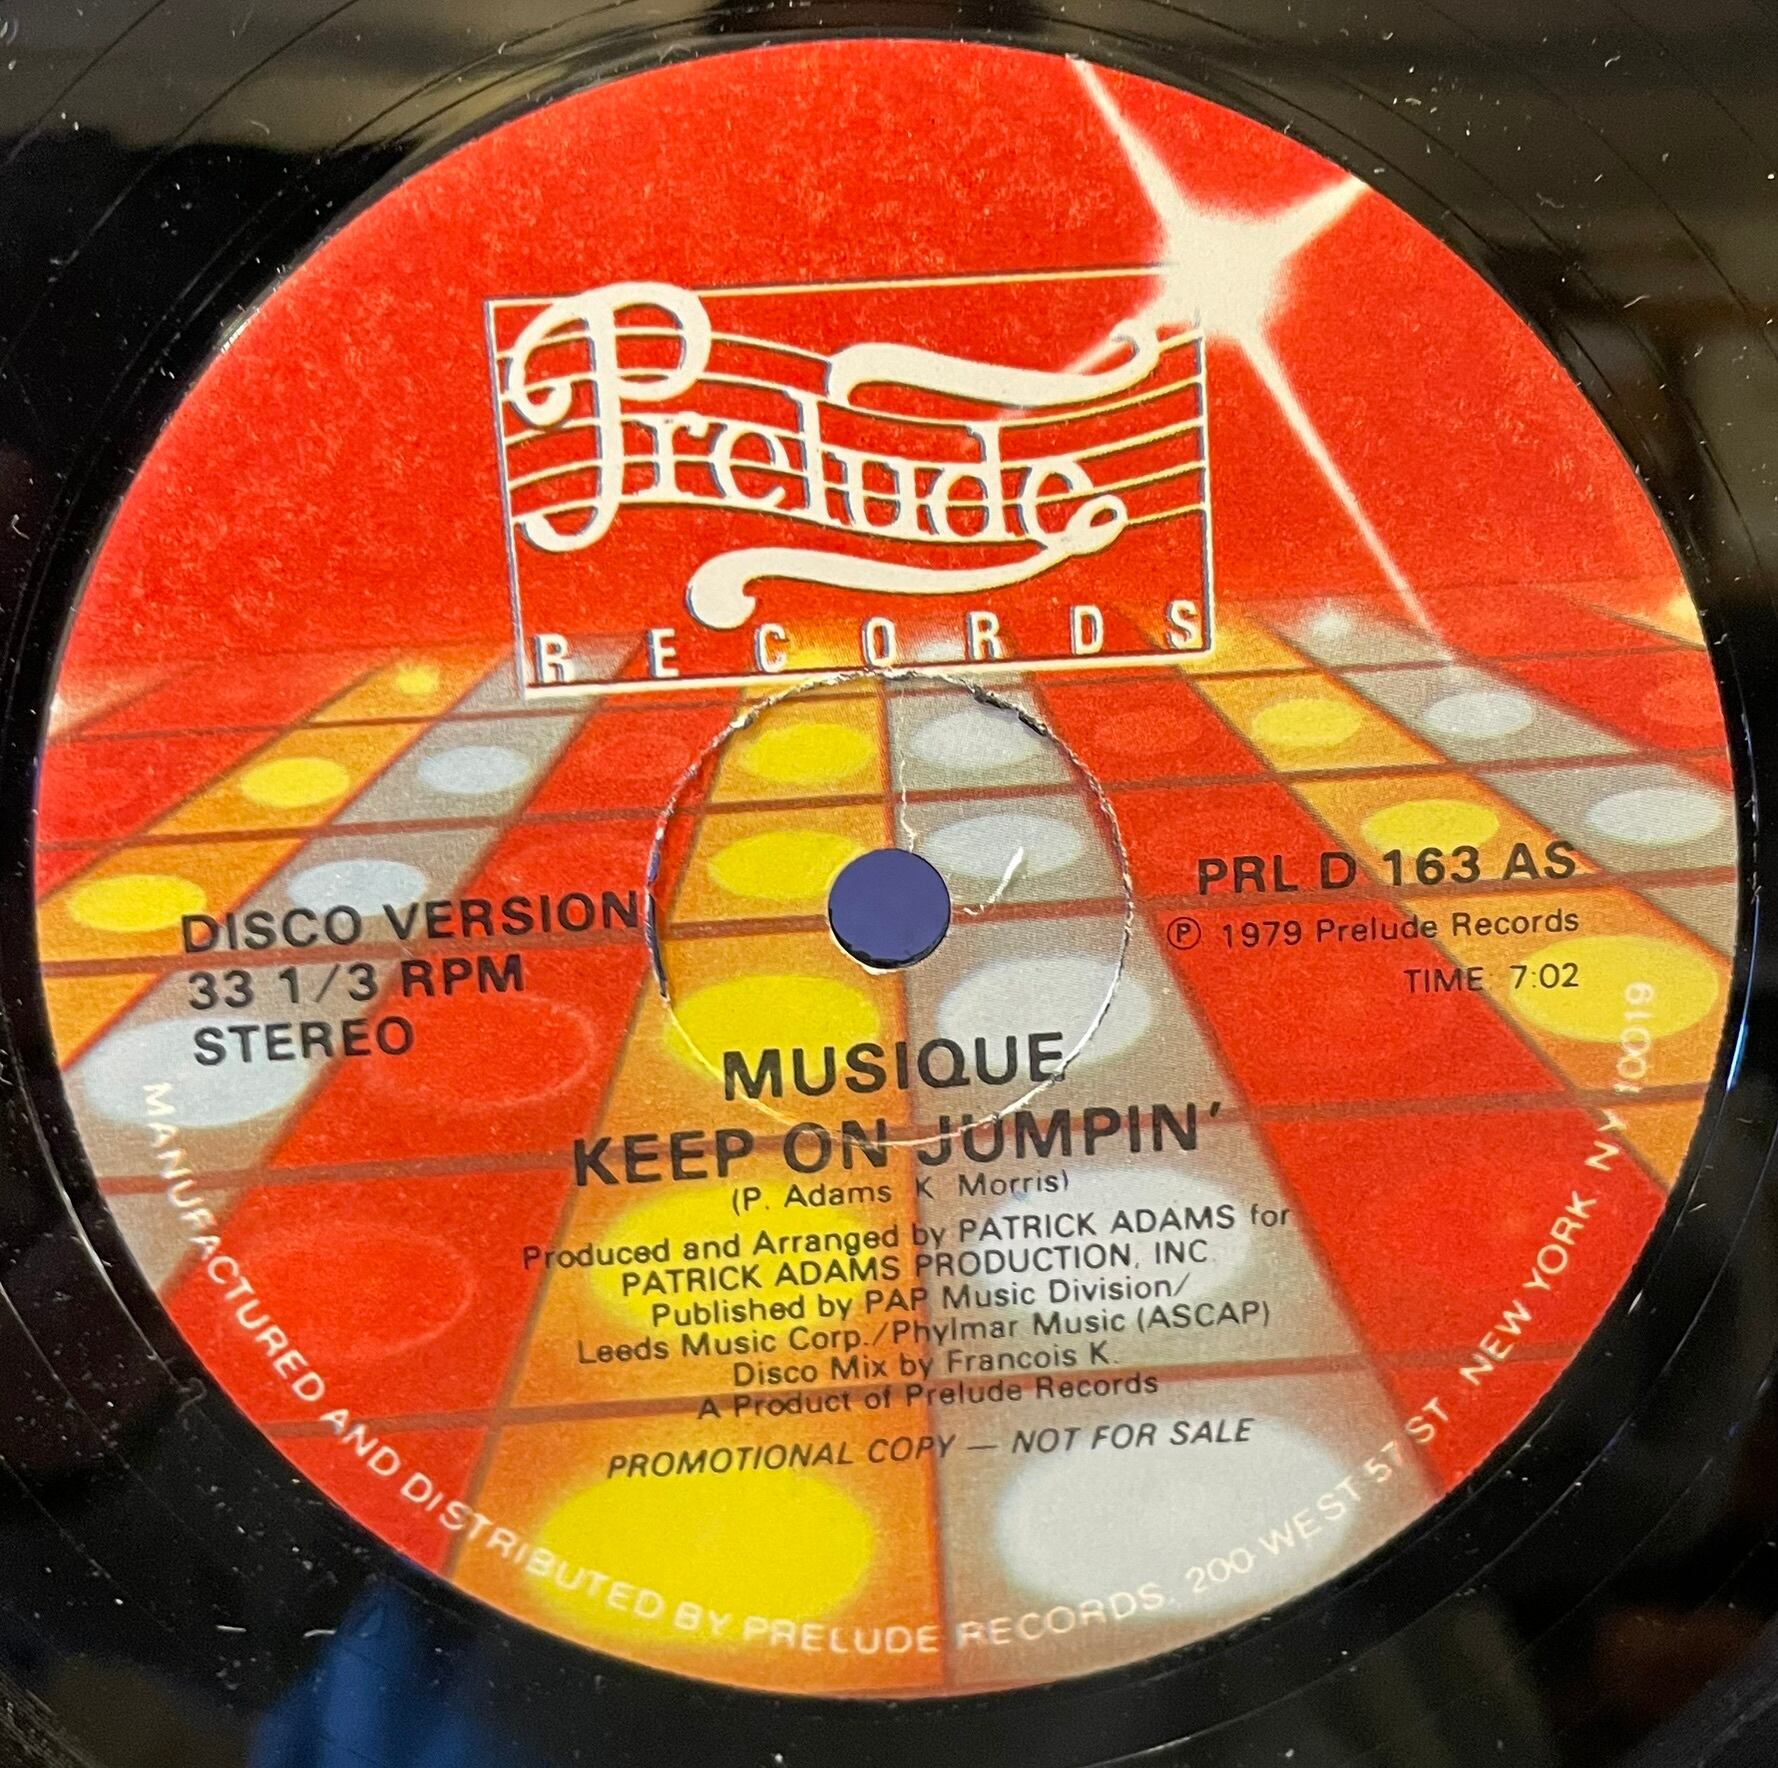 Prelude
RECORDS
DISCO VERSION
33 1/3 RPM
STEREO
PRL D 163 AS
℗ 1979 Prelude Records
TIME 7:02
MUSIQUE
KEEP ON JUMPIN'
(P. Adams K Morris)
Produced and Arranged by PATRICK ADAMS for
PATRICK ADAMS PRODUCTION, INC.
Published by PAP Music Division/
Leeds Music Corp./Phylmar Music (ASCAP)
Disco Mix by Francois K.
A Product of Prelude Records
PROMOTIONAL COPY — NOT FOR SALE
MANUFACTURED AND DISTRIBUTED BY PRELUDE RECORDS, 200 WEST 57 ST NEW YORK NY 10019